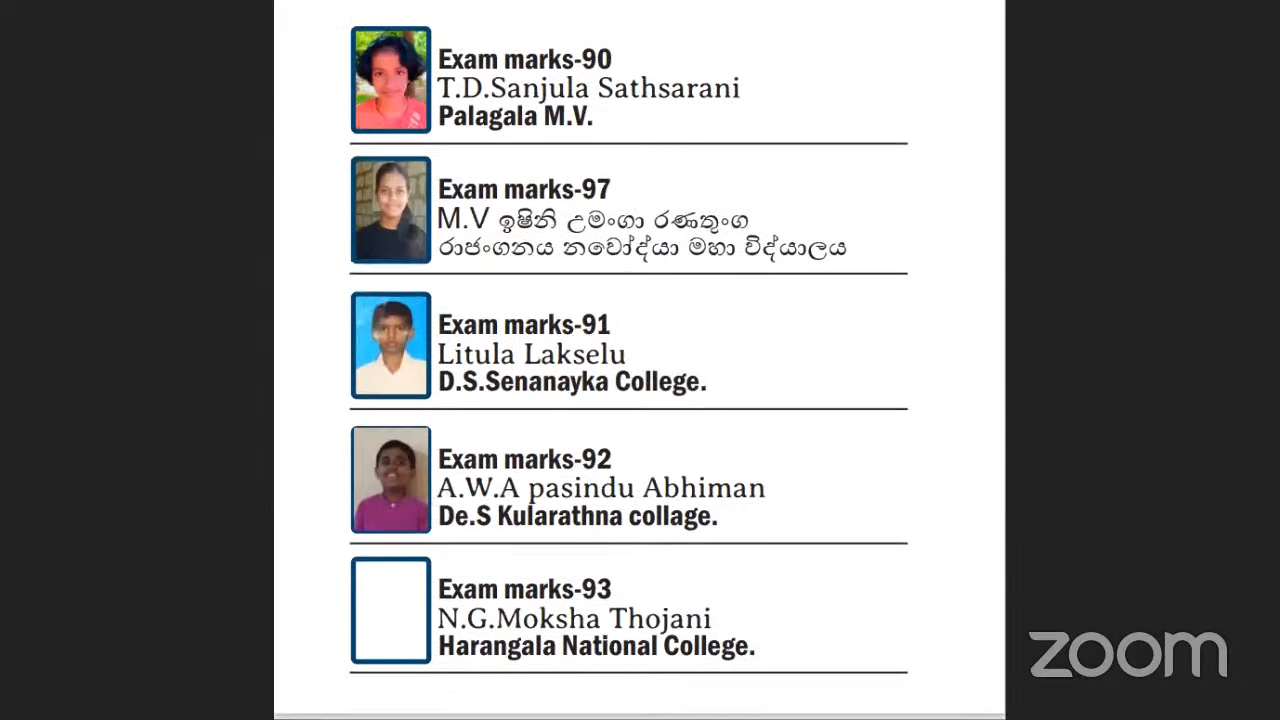 Exam marks-90
T.D.Sanjula Sathsarani
Palagala M.V.
Exam marks-97
M.V ඉෂිනි උමංගා රණතුංග
රාජංගනය නවෝද්යා මහා විද්යාලය
Exam marks-91
Litula Lakselu
D.S.Senanayka College.
Exam marks-92
A.W.A pasindu Abhiman
De.S Kularathna collage.
Exam marks-93
N.G.Moksha Thojani
Harangala National College.
zoom